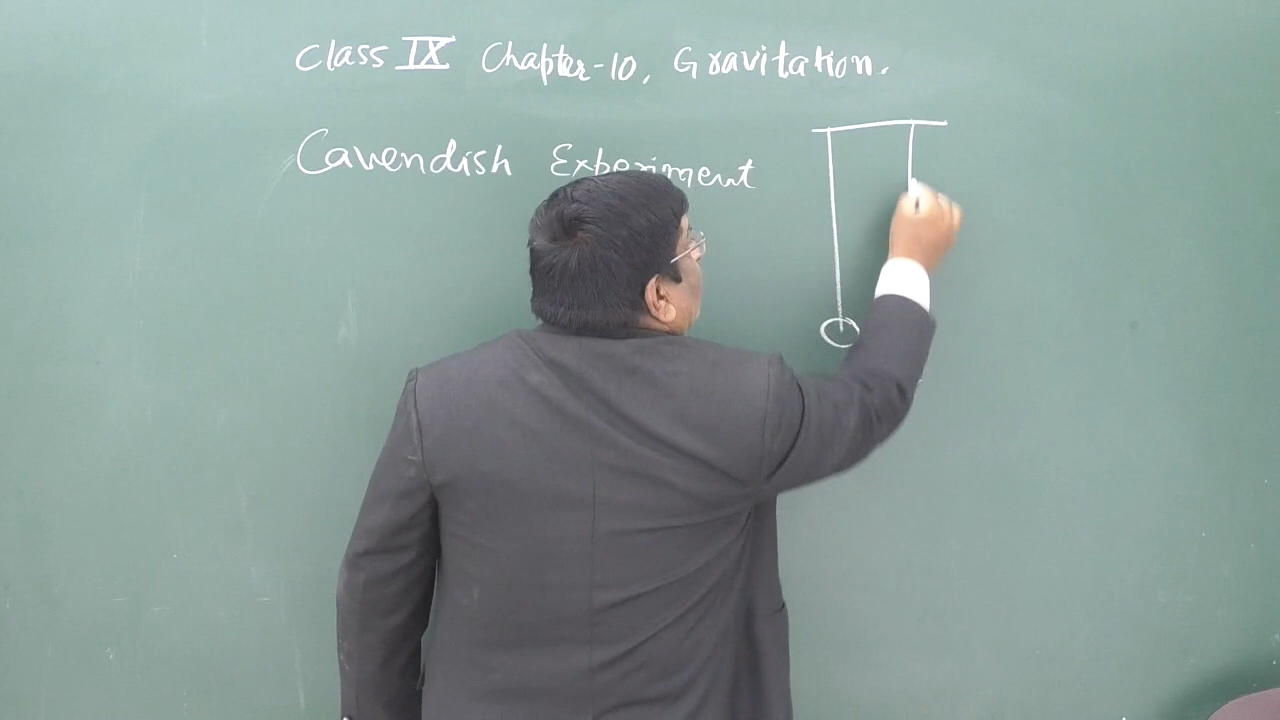 Class IX Chapter-10, Gravitation.
Cavendish Experiment